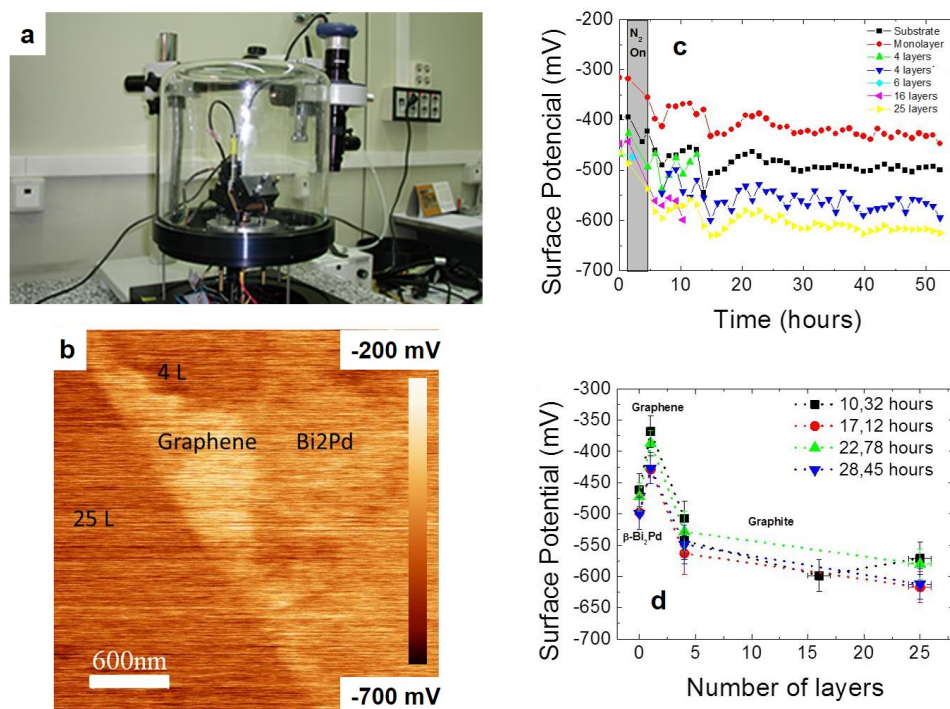 a
b
4 L
Graphene
Bi2Pd
25 L
600nm
-200 mV
-700 mV
c
N2
On
Substrate
Monolayer
4 layers
4 layers´
6 layers
16 layers
25 layers
Surface Potencial (mV)
-200
-300
-400
-500
-600
-700
0
10
20
30
40
50
Time (hours)
d
Graphene
β-Bi2Pd
Graphite
10,32 hours
17,12 hours
22,78 hours
28,45 hours
Surface Potential (mV)
-300
-350
-400
-450
-500
-550
-600
-650
-700
0
5
10
15
20
25
Number of layers